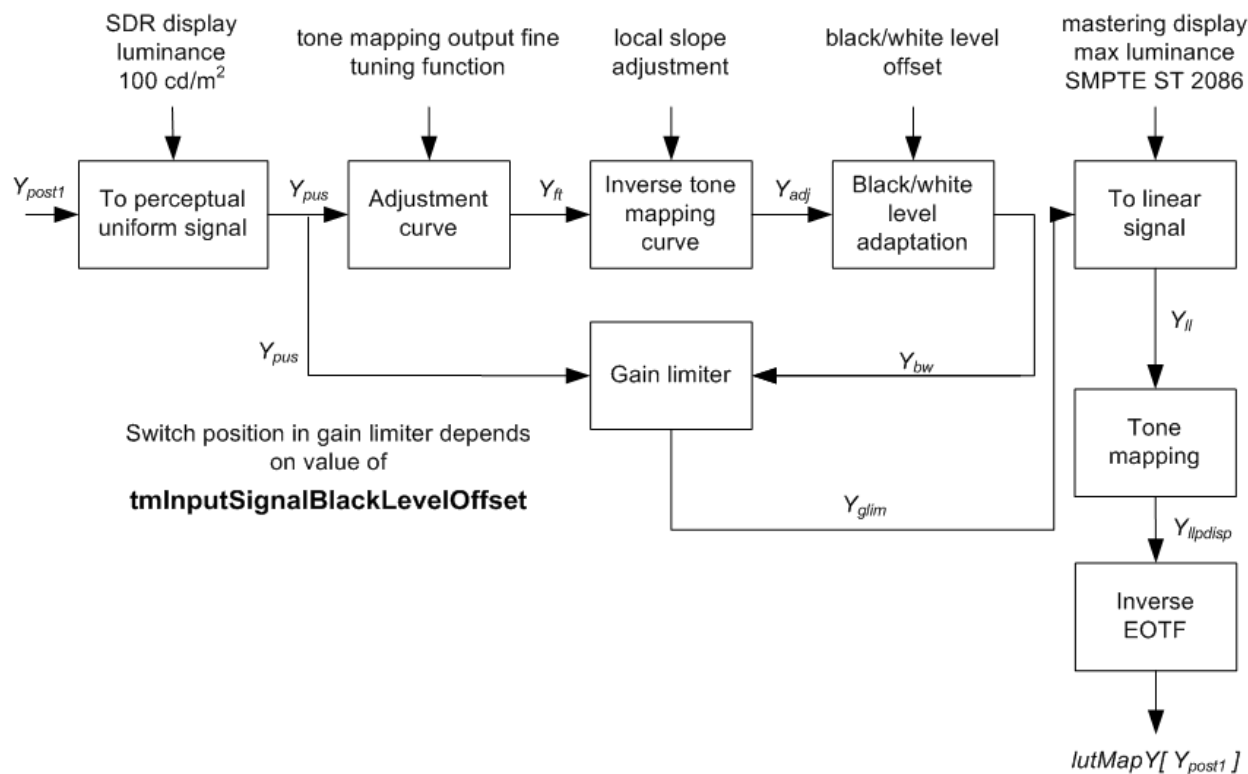 SDR display
luminance
100 cd/m2
tone mapping output fine
tuning function
local slope
adjustment
black/white level
offset
mastering display
max luminance
SMPTE ST 2086
Ypost1
To perceptual
uniform signal
Ypus
Adjustment
curve
Yft
Inverse tone
mapping
curve
Yadj
Black/white
level
adaptation
To linear
signal
Yll
Ypus
Gain limiter
Ybw
Switch position in gain limiter depends
on value of
tmInputSignalBlackLevelOffset
Yglim
Tone
mapping
Yllpdisp
Inverse
EOTF
lutMapY[ Ypost1 ]